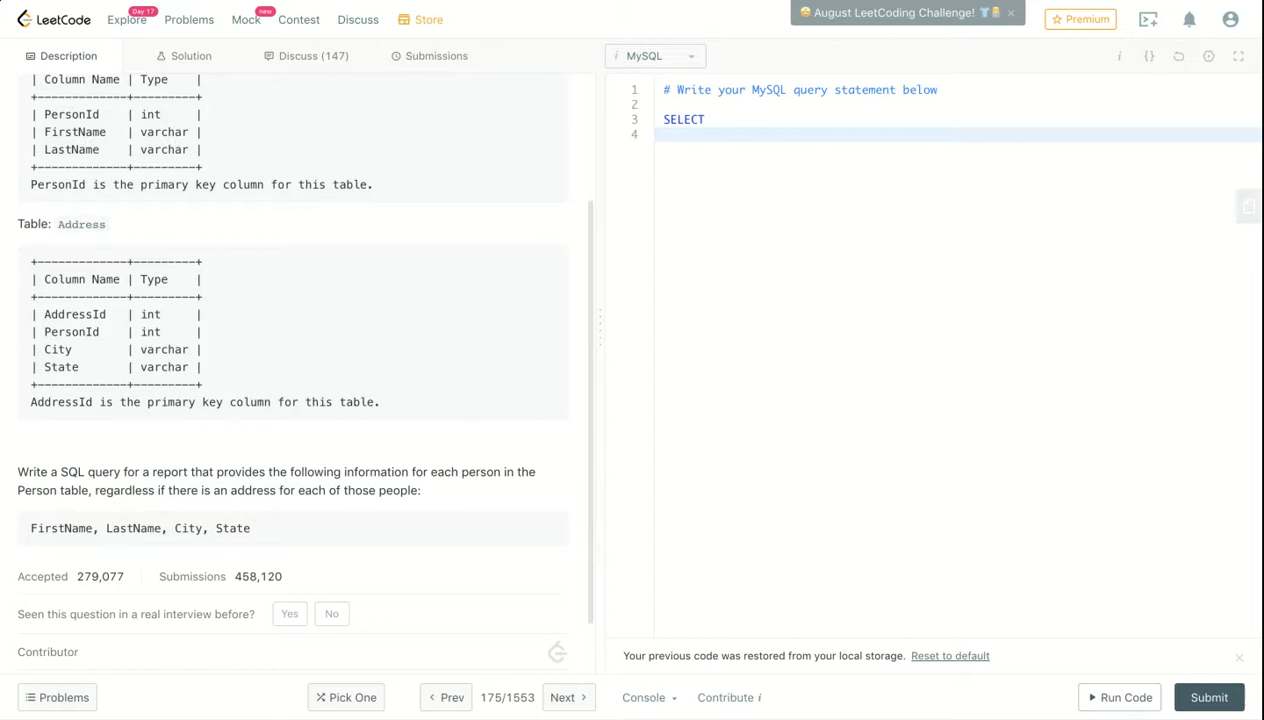 LeetCode
Explore
Day 17
Problems
Mock
new
Contest
Discuss
Store
August LeetCoding Challenge!
×
Premium
Description
Solution
Discuss (147)
Submissions
i MySQL
i {}
| Column Name | Type    |
+-------------+---------+
| PersonId    | int     |
| FirstName   | varchar |
| LastName    | varchar |
+-------------+---------+
PersonId is the primary key column for this table.
Table: Address
+-------------+---------+
| Column Name | Type    |
+-------------+---------+
| AddressId   | int     |
| PersonId    | int     |
| City        | varchar |
| State       | varchar |
+-------------+---------+
AddressId is the primary key column for this table.
Write a SQL query for a report that provides the following information for each person in the
Person table, regardless if there is an address for each of those people:
FirstName, LastName, City, State
Accepted 279,077
Submissions 458,120
Seen this question in a real interview before? Yes No
Contributor
1 # Write your MySQL query statement below
2
3 SELECT
4
Your previous code was restored from your local storage. Reset to default ×
Problems
Pick One
< Prev
175/1553
Next >
Console
Contribute i
Run Code
Submit